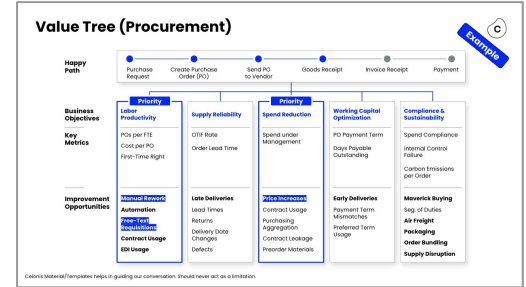 Value Tree (Procurement)
C
Example
Happy
Path
Purchase
Request
Create Purchase
Order (PO)
Send PO
to Vendor
Goods Receipt
Invoice Receipt
Payment
Priority
Priority
Business
Objectives
Labor
Productivity
Supply Reliability
Spend Reduction
Working Capital
Optimization
Compliance &
Sustainability
Key
Metrics
POs per FTE
Cost per PO
First-Time Right
OTIF Rate
Order Lead Time
Spend under
Management
PO Payment Term
Days Payable
Outstanding
Spend Compliance
Internal Control
Failure
Carbon Emissions
per Order
Improvement
Opportunities
Manual Rework
Automation
Free-Text
Requisitions
Contract Usage
EDI Usage
Late Deliveries
Lead Times
Returns
Delivery Date
Changes
Defects
Price Increases
Contract Usage
Purchasing
Aggregation
Contract Leakage
Preorder Materials
Early Deliveries
Payment Term
Mismatches
Preferred Term
Usage
Maverick Buying
Seg. of Duties
Air Freight
Packaging
Order Bundling
Supply Disruption
Celonis Material/Templates helps in guiding our conversation. Should never act as a limitation.